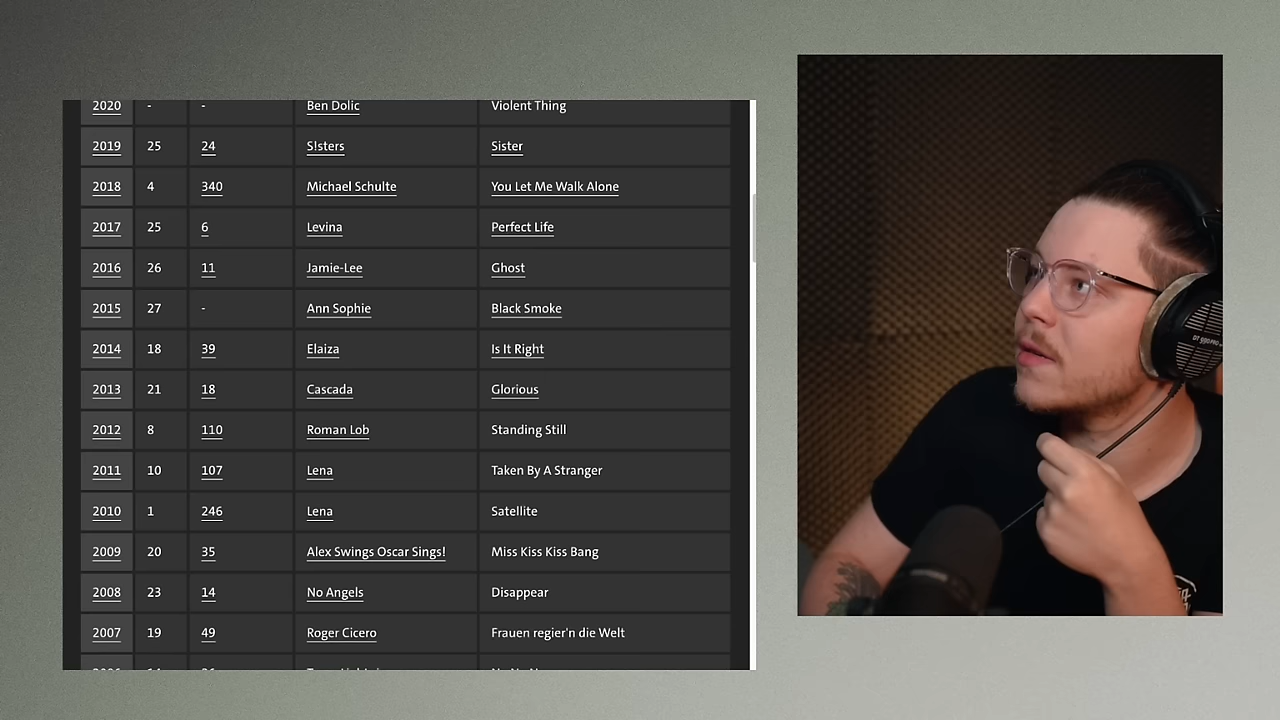 2020 - - Ben Dolic Violent Thing
2019 25 24 S!sters Sister
2018 4 340 Michael Schulte You Let Me Walk Alone
2017 25 6 Levina Perfect Life
2016 26 11 Jamie-Lee Ghost
2015 27 - Ann Sophie Black Smoke
2014 18 39 Elaiza Is It Right
2013 21 18 Cascada Glorious
2012 8 110 Roman Lob Standing Still
2011 10 107 Lena Taken By A Stranger
2010 1 246 Lena Satellite
2009 20 35 Alex Swings Oscar Sings! Miss Kiss Kiss Bang
2008 23 14 No Angels Disappear
2007 19 49 Roger Cicero Frauen regier'n die Welt
DT 990 PRO